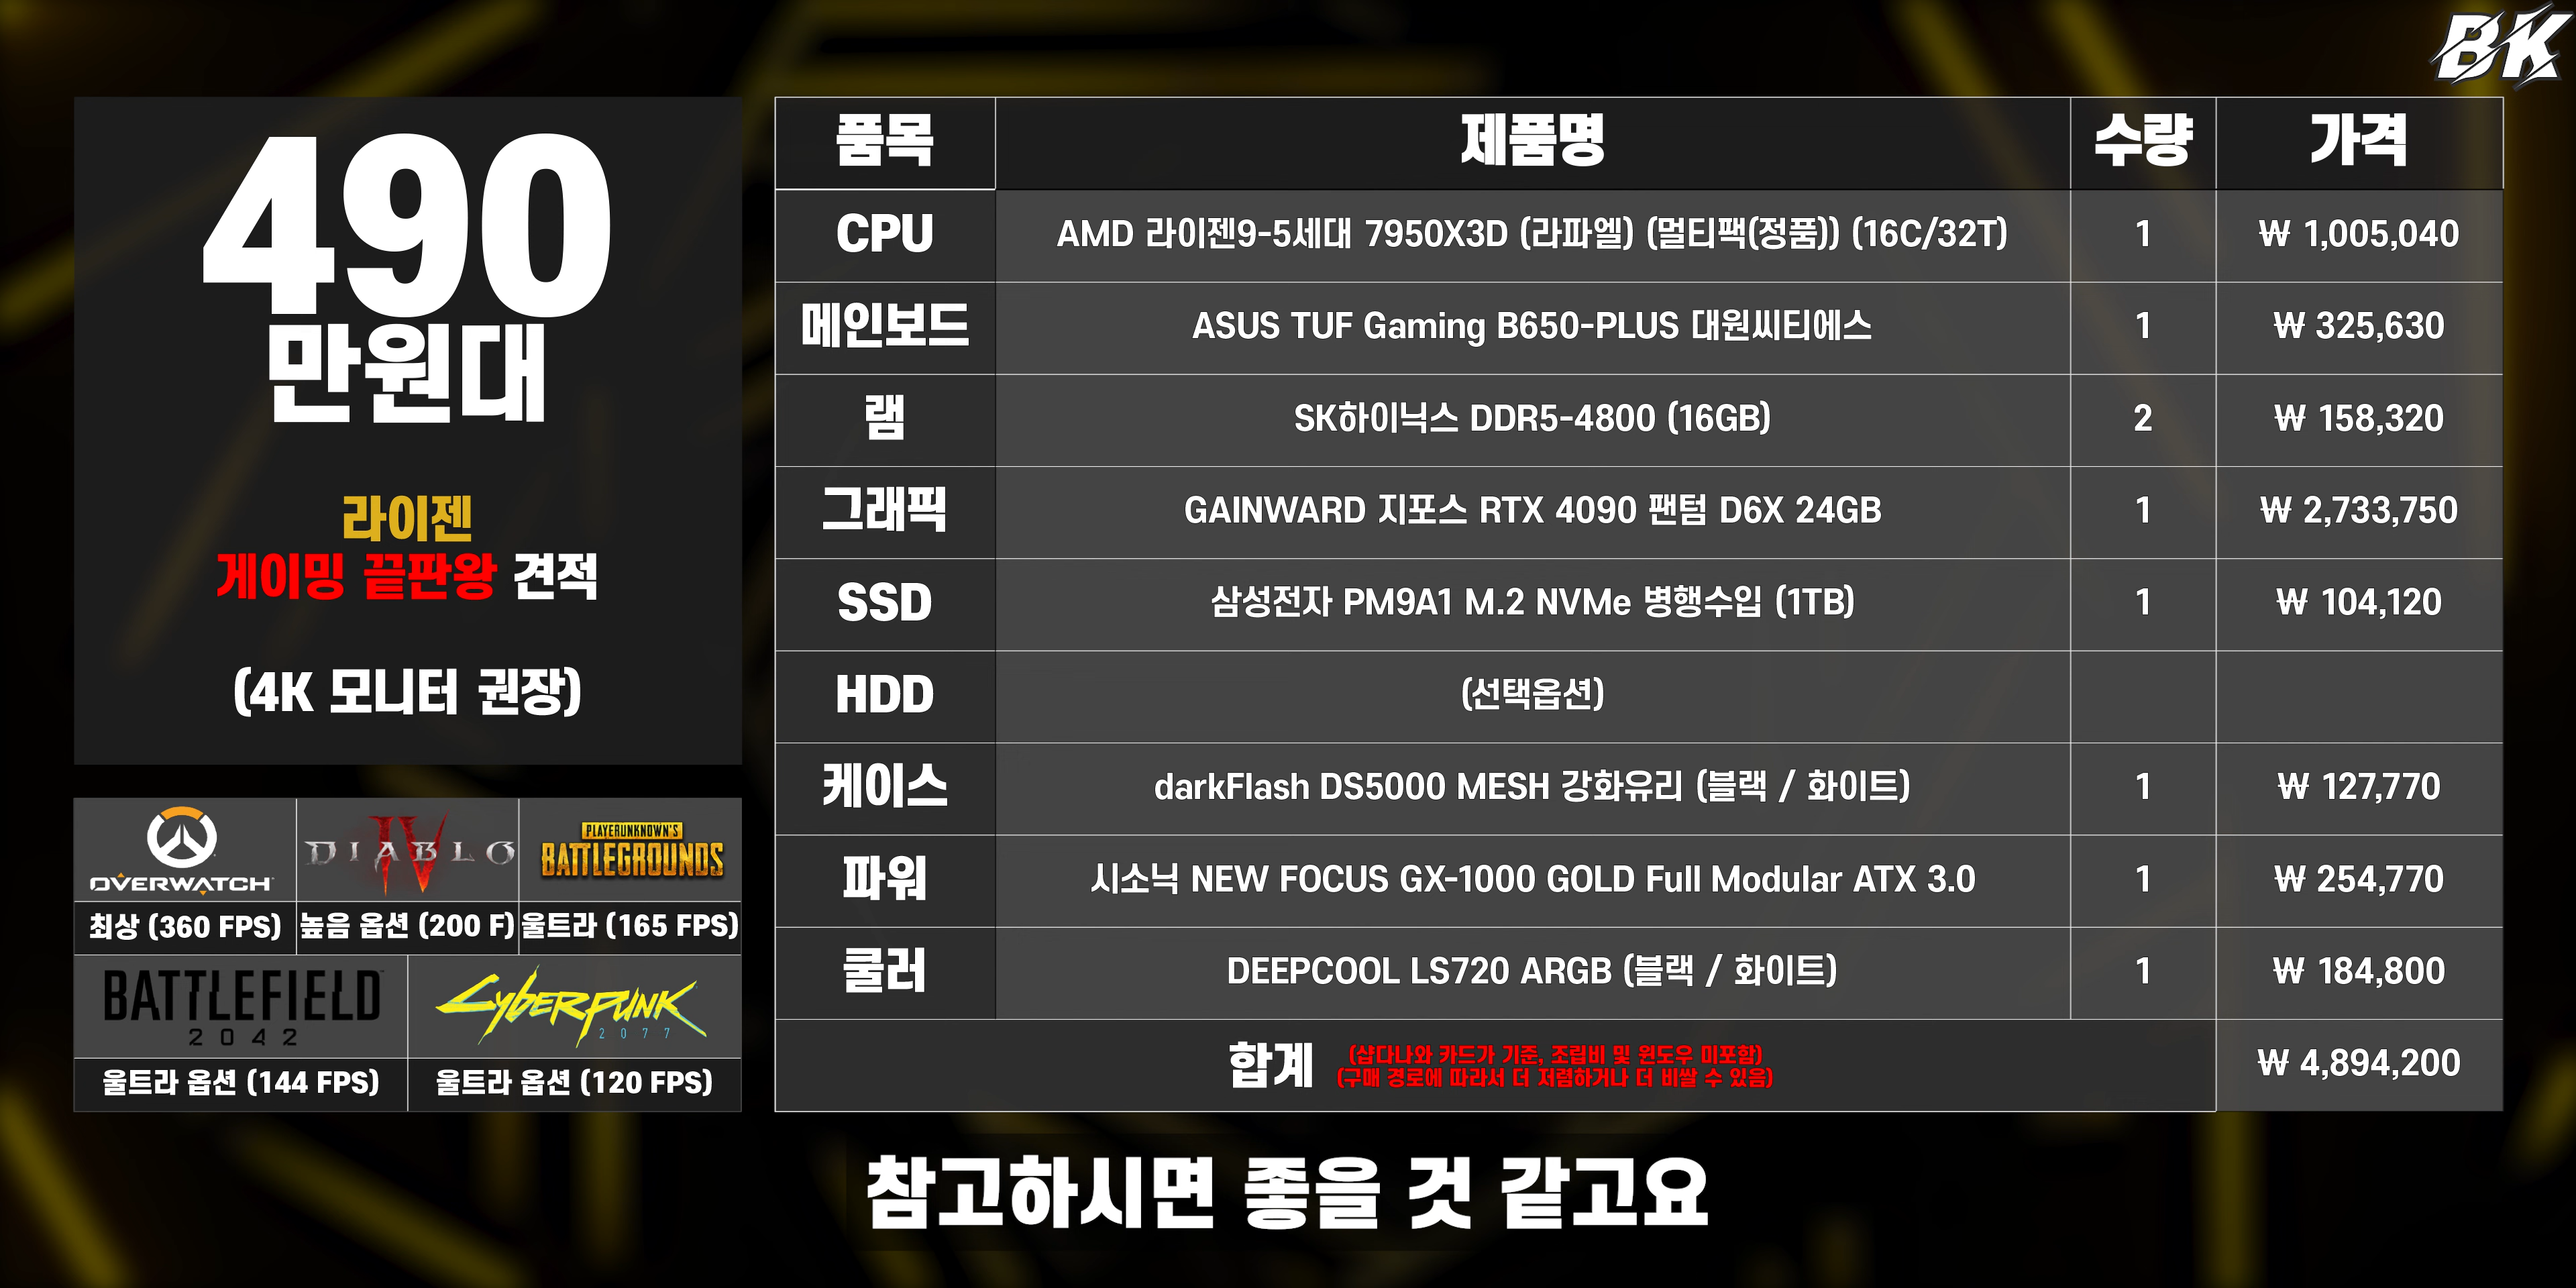 BK
490
만원대
라이젠
게이밍 끝판왕 견적
(4K 모니터 권장)
OVERWATCH
DIABLO IV
PLAYERUNKNOWN'S
BATTLEGROUNDS
최상 (360 FPS) 높음 옵션 (200 F) 울트라 (165 FPS)
BATTLEFIELD
2042
Cyberpunk
2077
울트라 옵션 (144 FPS) 울트라 옵션 (120 FPS)
품목 제품명 수량 가격
CPU AMD 라이젠9-5세대 7950X3D (라파엘) (멀티팩(정품)) (16C/32T) 1 ₩ 1,005,040
메인보드 ASUS TUF Gaming B650-PLUS 대원씨티에스 1 ₩ 325,630
램 SK하이닉스 DDR5-4800 (16GB) 2 ₩ 158,320
그래픽 GAINWARD 지포스 RTX 4090 팬텀 D6X 24GB 1 ₩ 2,733,750
SSD 삼성전자 PM9A1 M.2 NVMe 병행수입 (1TB) 1 ₩ 104,120
HDD (선택옵션)
케이스 darkFlash DS5000 MESH 강화유리 (블랙 / 화이트) 1 ₩ 127,770
파워 시소닉 NEW FOCUS GX-1000 GOLD Full Modular ATX 3.0 1 ₩ 254,770
쿨러 DEEPCOOL LS720 ARGB (블랙 / 화이트) 1 ₩ 184,800
합계 (샵다나와 카드가 기준, 조립비 및 윈도우 미포함) ₩ 4,894,200
(구매 경로에 따라서 더 저렴하거나 더 비쌀 수 있음)
참고하시면 좋을 것 같고요